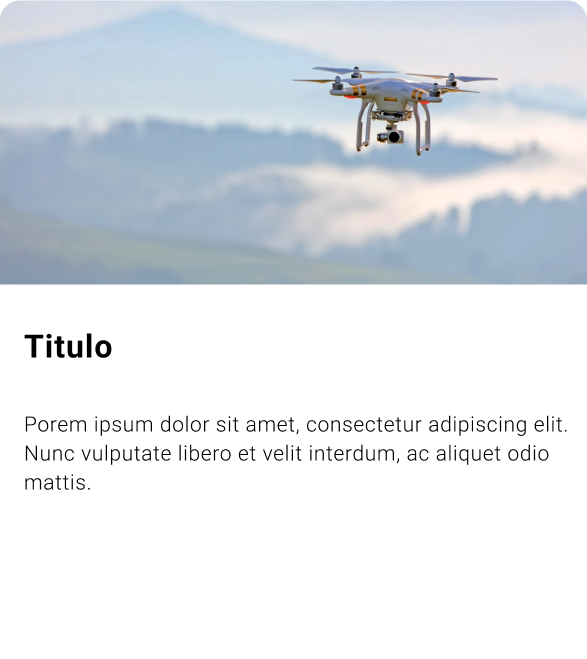 Titulo
Porem ipsum dolor sit amet, consectetur adipiscing elit.
Nunc vulputate libero et velit interdum, ac aliquet odio
mattis.